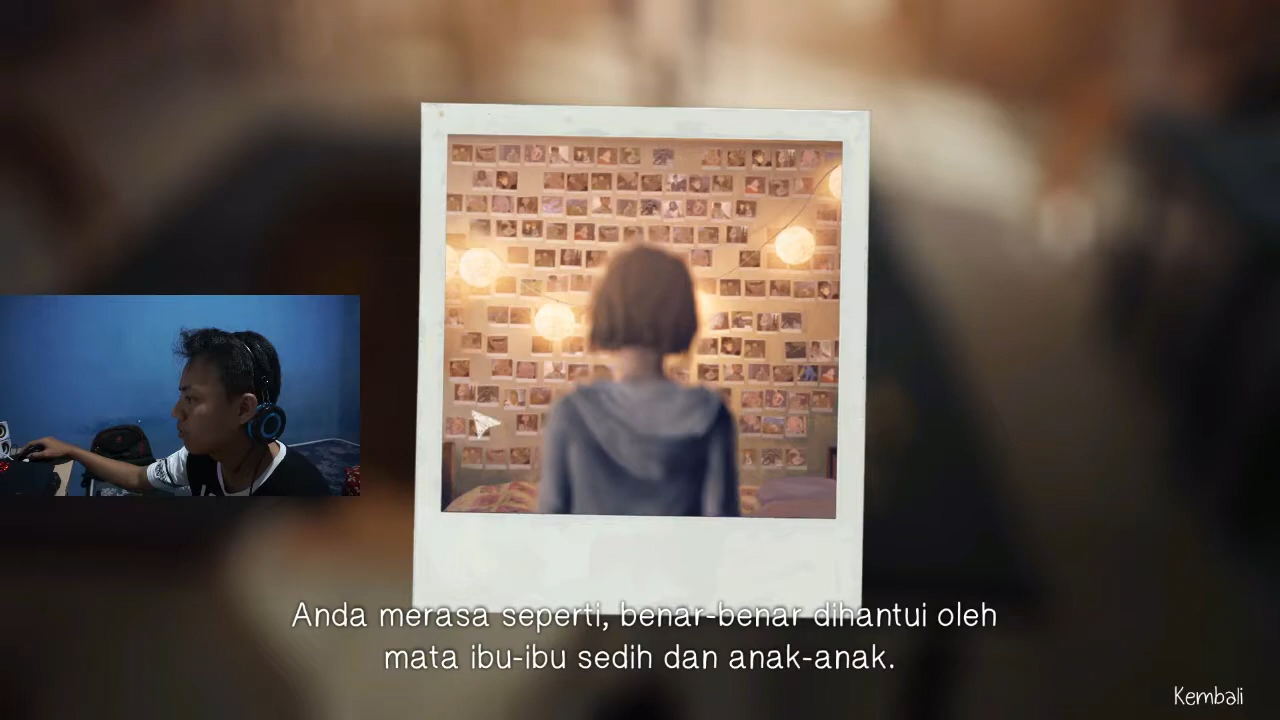 Anda merasa seperti, benar-benar dihantui oleh
mata ibu-ibu sedih dan anak-anak.
Kembali